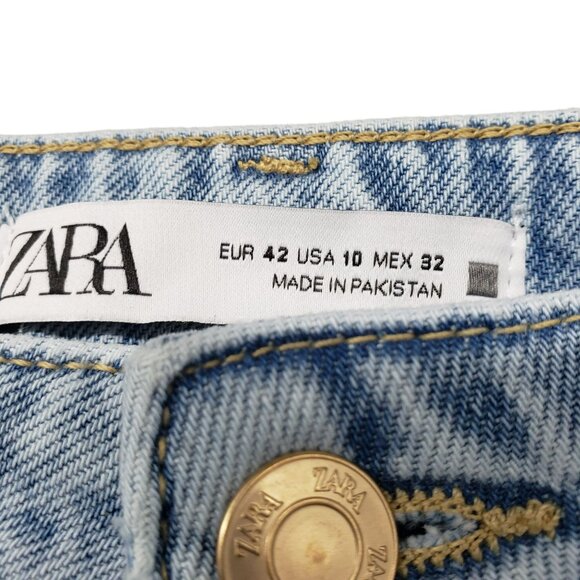 ZARA
EUR 42 USA 10 MEX 32
MADE IN PAKISTAN
ZARA ZARA ZARA